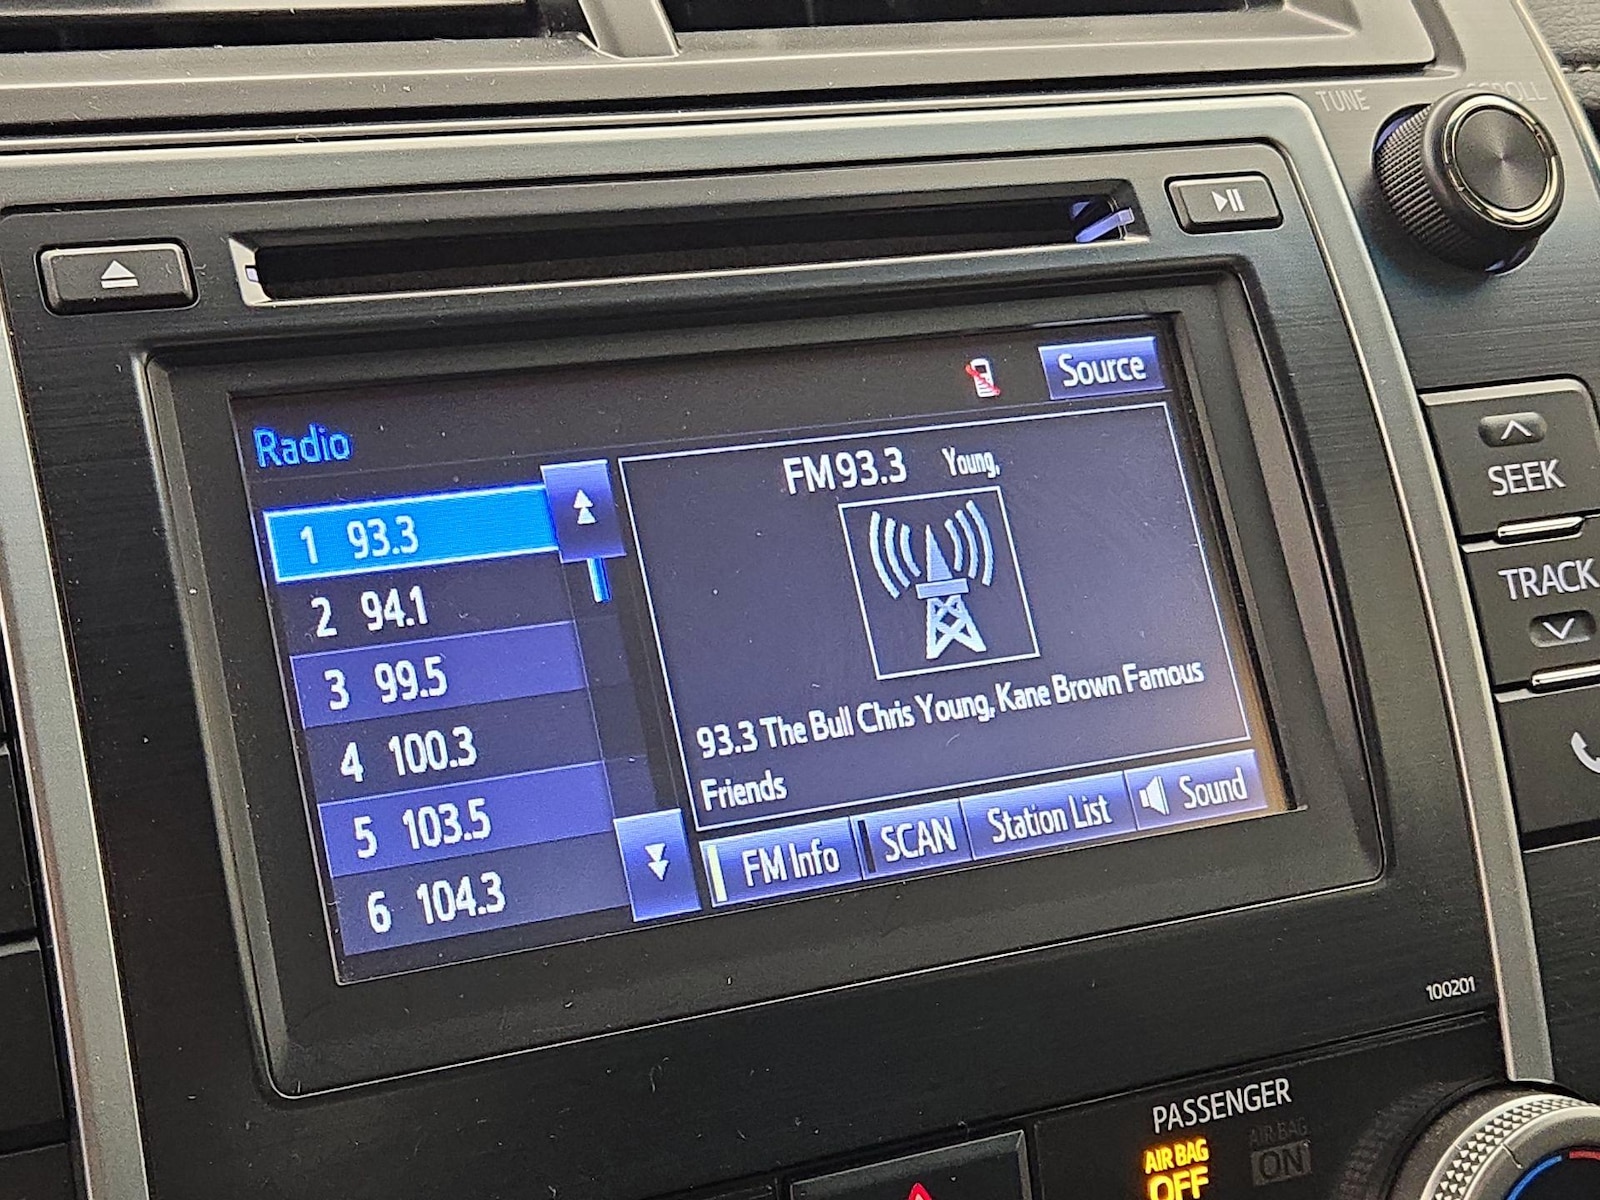 TUNE
SCROLL
Source
Radio
FM93.3 Young,
1 93.3
2 94.1
3 99.5
4 100.3
5 103.5
6 104.3
93.3 The Bull Chris Young, Kane Brown Famous
Friends
FM Info SCAN Station List Sound
SEEK
TRACK
100201
PASSENGER
AIR BAG
OFF
AIR BAG
ON